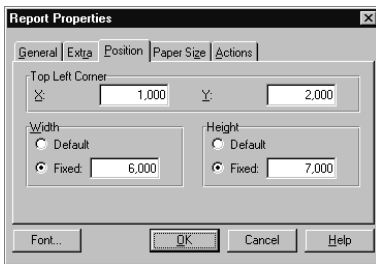 Report Properties
General Extra Position Paper Size Actions
Top Left Corner
X: 1,000 Y: 2,000
Width Height
Default Default
Fixed: 6,000 Fixed: 7,000
Font... OK Cancel Help